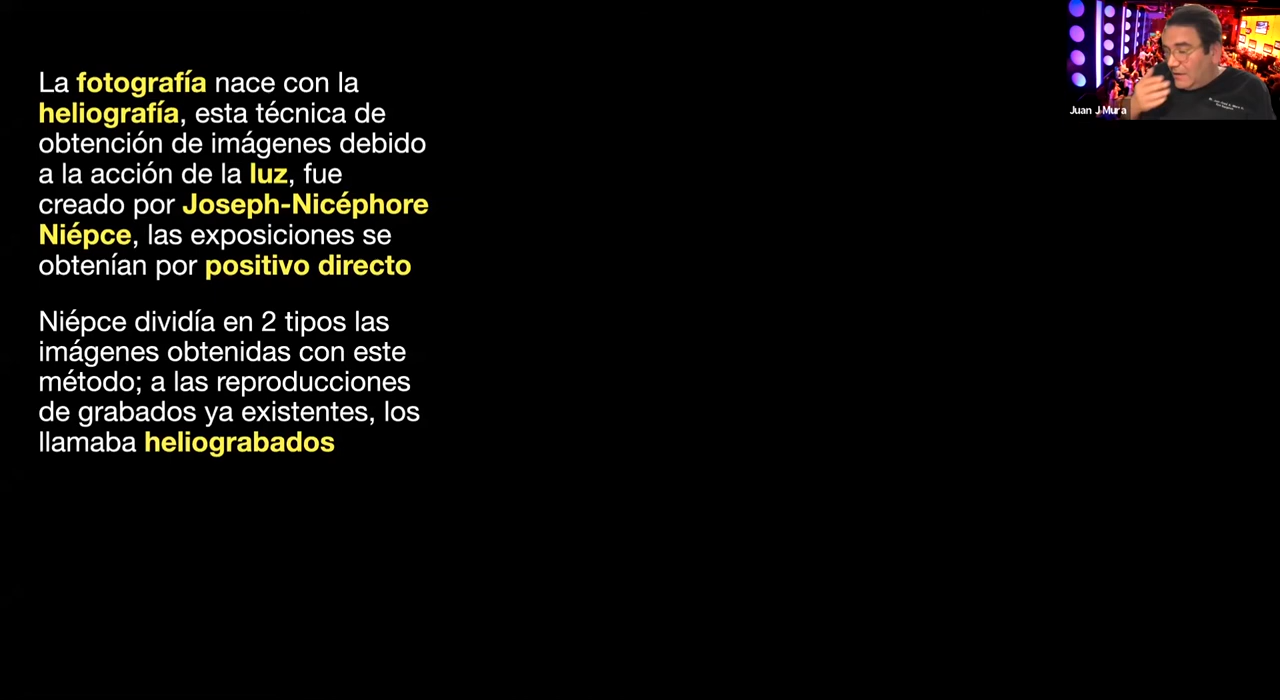 La fotografía nace con la
heliografía, esta técnica de
obtención de imágenes debido
a la acción de la luz, fue
creado por Joseph-Nicéphore
Niépce, las exposiciones se
obtenían por positivo directo
Niépce dividía en 2 tipos las
imágenes obtenidas con este
método; a las reproducciones
de grabados ya existentes, los
llamaba heliograbados
Juan J Mura